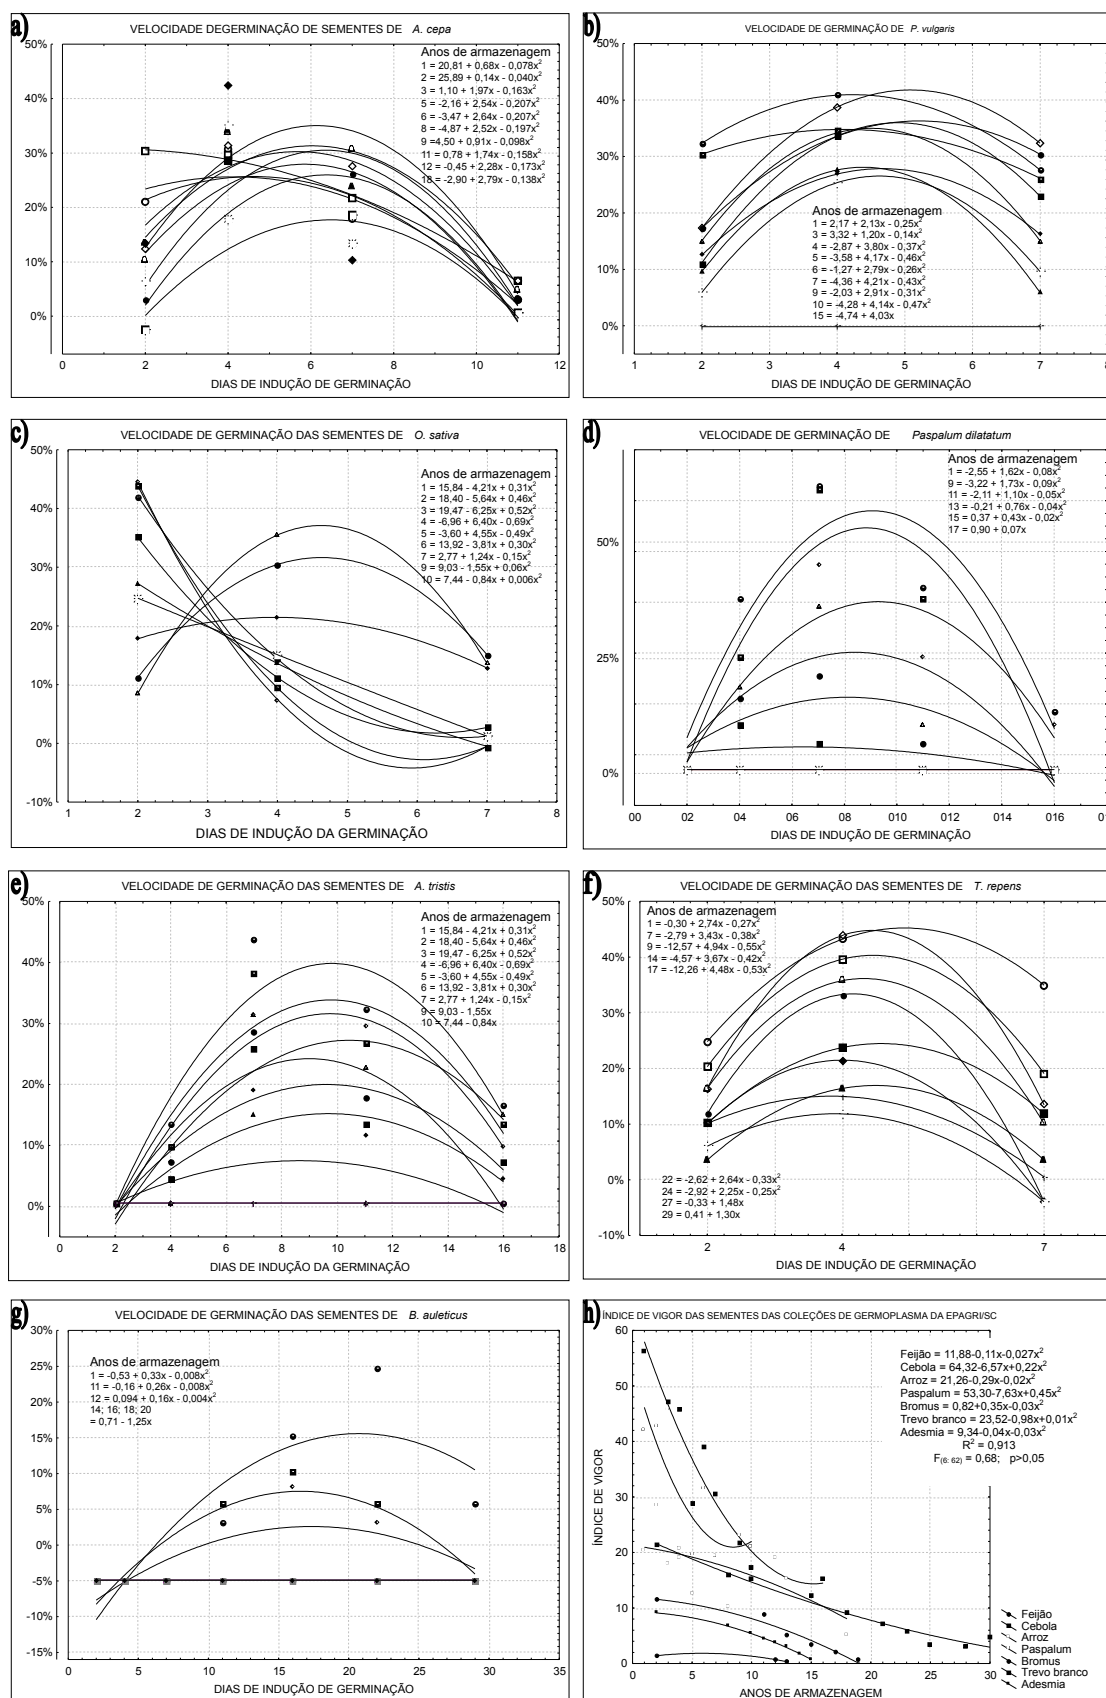 a)
VELOCIDADE DEGERMINAÇÃO DE SEMENTES DE A. cepa
Anos de armazenagem
1 = 20,81 + 0,68x - 0,078x²
2 = 25,89 + 0,14x - 0,040x²
3 = 1,10 + 1,97x - 0,163x²
5 = -2,16 + 2,54x - 0,207x²
6 = -3,47 + 2,64x - 0,207x²
8 = -4,87 + 2,52x - 0,197x²
9 =4,50 + 0,91x - 0,098x²
11 = 0,78 + 1,74x - 0,158x²
12 = -0,45 + 2,28x - 0,173x²
18 = -2,90 + 2,79x - 0,138x²
50%
40%
30%
20%
10%
0%
0 2 4 6 8 10 12
DIAS DE INDUÇÃO DE GERMINAÇÃO
b)
VELOCIDADE DE GERMINAÇÃO DE P. vulgaris
50%
40%
30%
20%
10%
0%
Anos de armazenagem
1 = 2,17 + 2,13x - 0,25x²
3 = 3,32 + 1,20x - 0,14x²
4 = -2,87 + 3,80x - 0,37x²
5 = -3,58 + 4,17x - 0,46x²
6 = -1,27 + 2,79x - 0,26x²
7 = -4,36 + 4,21x - 0,43x²
9 = -2,03 + 2,91x - 0,31x²
10 = -4,28 + 4,14x - 0,47x²
15 = -4,74 + 4,03x
1 2 3 4 5 6 7 8
DIAS DE INDUÇÃO DE GERMINAÇÃO
c)
VELOCIDADE DE GERMINAÇÃO DAS SEMENTES DE O. sativa
Anos de armazenagem
1 = 15,84 - 4,21x + 0,31x²
2 = 18,40 - 5,64x + 0,46x²
3 = 19,47 - 6,25x + 0,52x²
4 = -6,96 + 6,40x - 0,69x²
5 = -3,60 + 4,55x - 0,49x²
6 = 13,92 - 3,81x + 0,30x²
7 = 2,77 + 1,24x - 0,15x²
9 = 9,03 - 1,55x + 0,06x²
10 = 7,44 - 0,84x + 0,006x²
50%
40%
30%
20%
10%
0%
-10%
1 2 3 4 5 6 7 8
DIAS DE INDUÇÃO DA GERMINAÇÃO
d)
VELOCIDADE DE GERMINAÇÃO DE Paspalum dilatatum
Anos de armazenagem
1 = -2,55 + 1,62x - 0,08x²
9 = -3,22 + 1,73x - 0,09x²
11 = -2,11 + 1,10x - 0,05x²
13 = -0,21 + 0,76x - 0,04x²
15 = 0,37 + 0,43x - 0,02x²
17 = 0,90 + 0,07x
50%
25%
0%
00 02 04 06 08 010 012 014 016 01
DIAS DE INDUÇÃO DE GERMINAÇÃO
e)
VELOCIDADE DE GERMINAÇÃO DAS SEMENTES DE A. tristis
Anos de armazenagem
1 = 15,84 - 4,21x + 0,31x²
2 = 18,40 - 5,64x + 0,46x²
3 = 19,47 - 6,25x + 0,52x²
4 = -6,96 + 6,40x - 0,69x²
5 = -3,60 + 4,55x - 0,49x²
6 = 13,92 - 3,81x + 0,30x²
7 = 2,77 + 1,24x - 0,15x²
9 = 9,03 - 1,55x
10 = 7,44 - 0,84x
50%
40%
30%
20%
10%
0%
0 2 4 6 8 10 12 14 16 18
DIAS DE INDUÇÃO DA GERMINAÇÃO
f)
VELOCIDADE DE GERMINAÇÃO DAS SEMENTES DE T. repens
Anos de armazenagem
1 = -0,30 + 2,74x - 0,27x²
7 = -2,79 + 3,43x - 0,38x²
9 = -12,57 + 4,94x - 0,55x²
14 = -4,57 + 3,67x - 0,42x²
17 = -12,26 + 4,48x - 0,53x²
22 = -2,62 + 2,64x - 0,33x²
24 = -2,92 + 2,25x - 0,25x²
27 = -0,33 + 1,48x
29 = 0,41 + 1,30x
50%
40%
30%
20%
10%
0%
-10%
2 4 7
DIAS DE INDUÇÃO DE GERMINAÇÃO
g)
VELOCIDADE DE GERMINAÇÃO DAS SEMENTES DE B. auleticus
Anos de armazenagem
1 = -0,53 + 0,33x - 0,008x²
11 = -0,16 + 0,26x - 0,008x²
12 = 0,094 + 0,16x - 0,004x²
14; 16; 18; 20
= 0,71 - 1,25x
30%
25%
20%
15%
10%
5%
0%
-5%
-10%
-15%
0 5 10 15 20 25 30 35
DIAS DE INDUÇÃO DE GERMINAÇÃO
h)
ÍNDICE DE VIGOR DAS SEMENTES DAS COLEÇÕES DE GERMOPLASMA DA EPAGRI/SC
Feijão = 11,88-0,11x-0,027x²
Cebola = 64,32-6,57x+0,22x²
Arroz = 21,26-0,29x-0,02x²
Paspalum = 53,30-7,63x+0,45x²
Bromus = 0,82+0,35x-0,03x²
Trevo branco = 23,52-0,98x+0,01x²
Adesmia = 9,34-0,04x-0,03x²
R² = 0,913
F(6: 62) = 0,68; p>0,05
ÍNDICE DE VIGOR
60
50
40
30
20
10
0
0 5 10 15 20 25 30
ANOS DE ARMAZENAGEM
Feijão
Cebola
Arroz
Paspalum
Bromus
Trevo branco
Adesmia